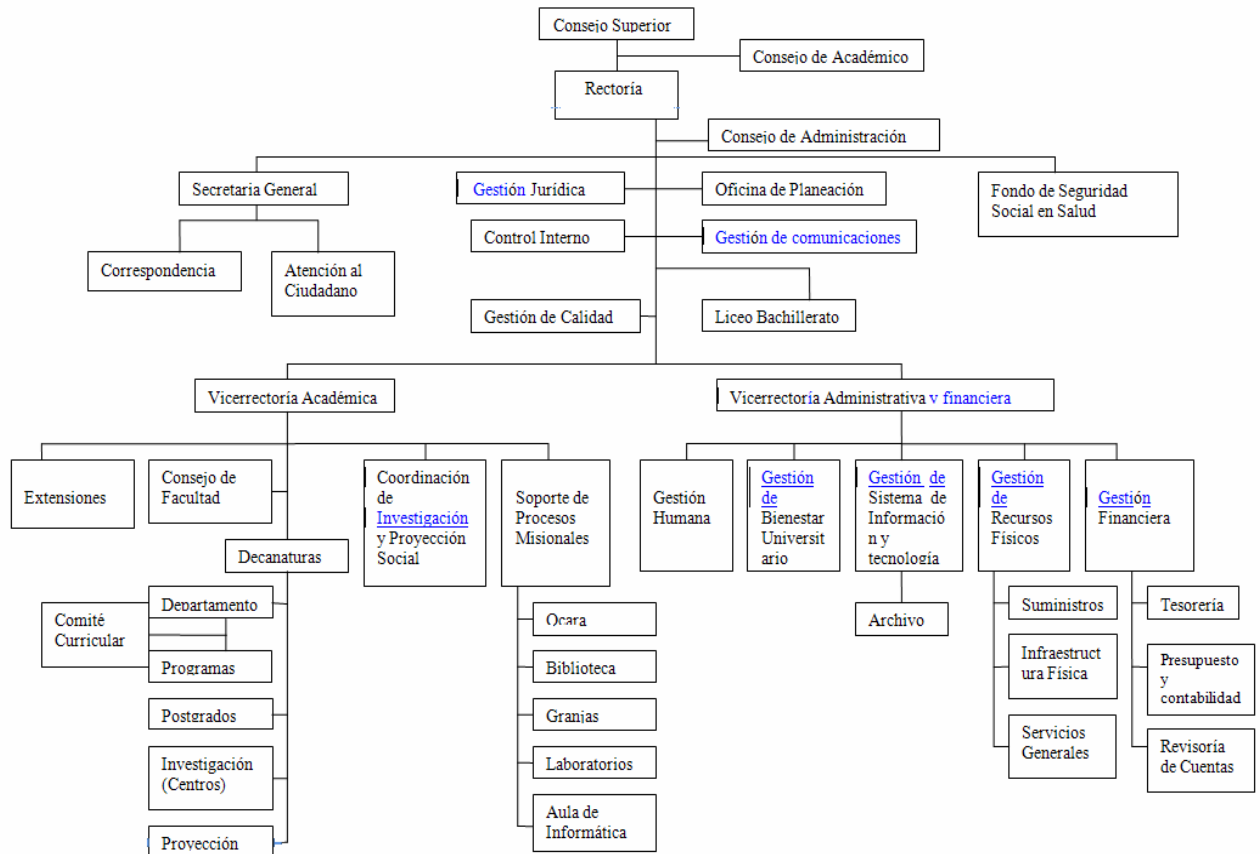 Consejo Superior
Consejo de Académico
Rectoría
Consejo de Administración
Secretaria General
Gestión Jurídica
Oficina de Planeación
Fondo de Seguridad
Social en Salud
Control Interno
Gestión de comunicaciones
Correspondencia
Atención al
Ciudadano
Gestión de Calidad
Liceo Bachillerato
Vicerrectoría Académica
Vicerrectoría Administrativa y financiera
Extensiones
Consejo de
Facultad
Coordinación
de
Investigación
y Proyección
Social
Soporte de
Procesos
Misionales
Gestión
Humana
Gestión
de
Bienestar
Universit
ario
Gestión de
Sistema de
Informació
n y
tecnología
Gestión
de
Recursos
Físicos
Gestión
Financiera
Decanaturas
Departamento
Comité
Curricular
Programas
Postgrados
Investigación
(Centros)
Proyección
Ocara
Biblioteca
Granjas
Laboratorios
Aula de
Informática
Archivo
Suministros
Infraestruct
ura Física
Servicios
Generales
Tesorería
Presupuesto
y
contabilidad
Revisoría
de Cuentas